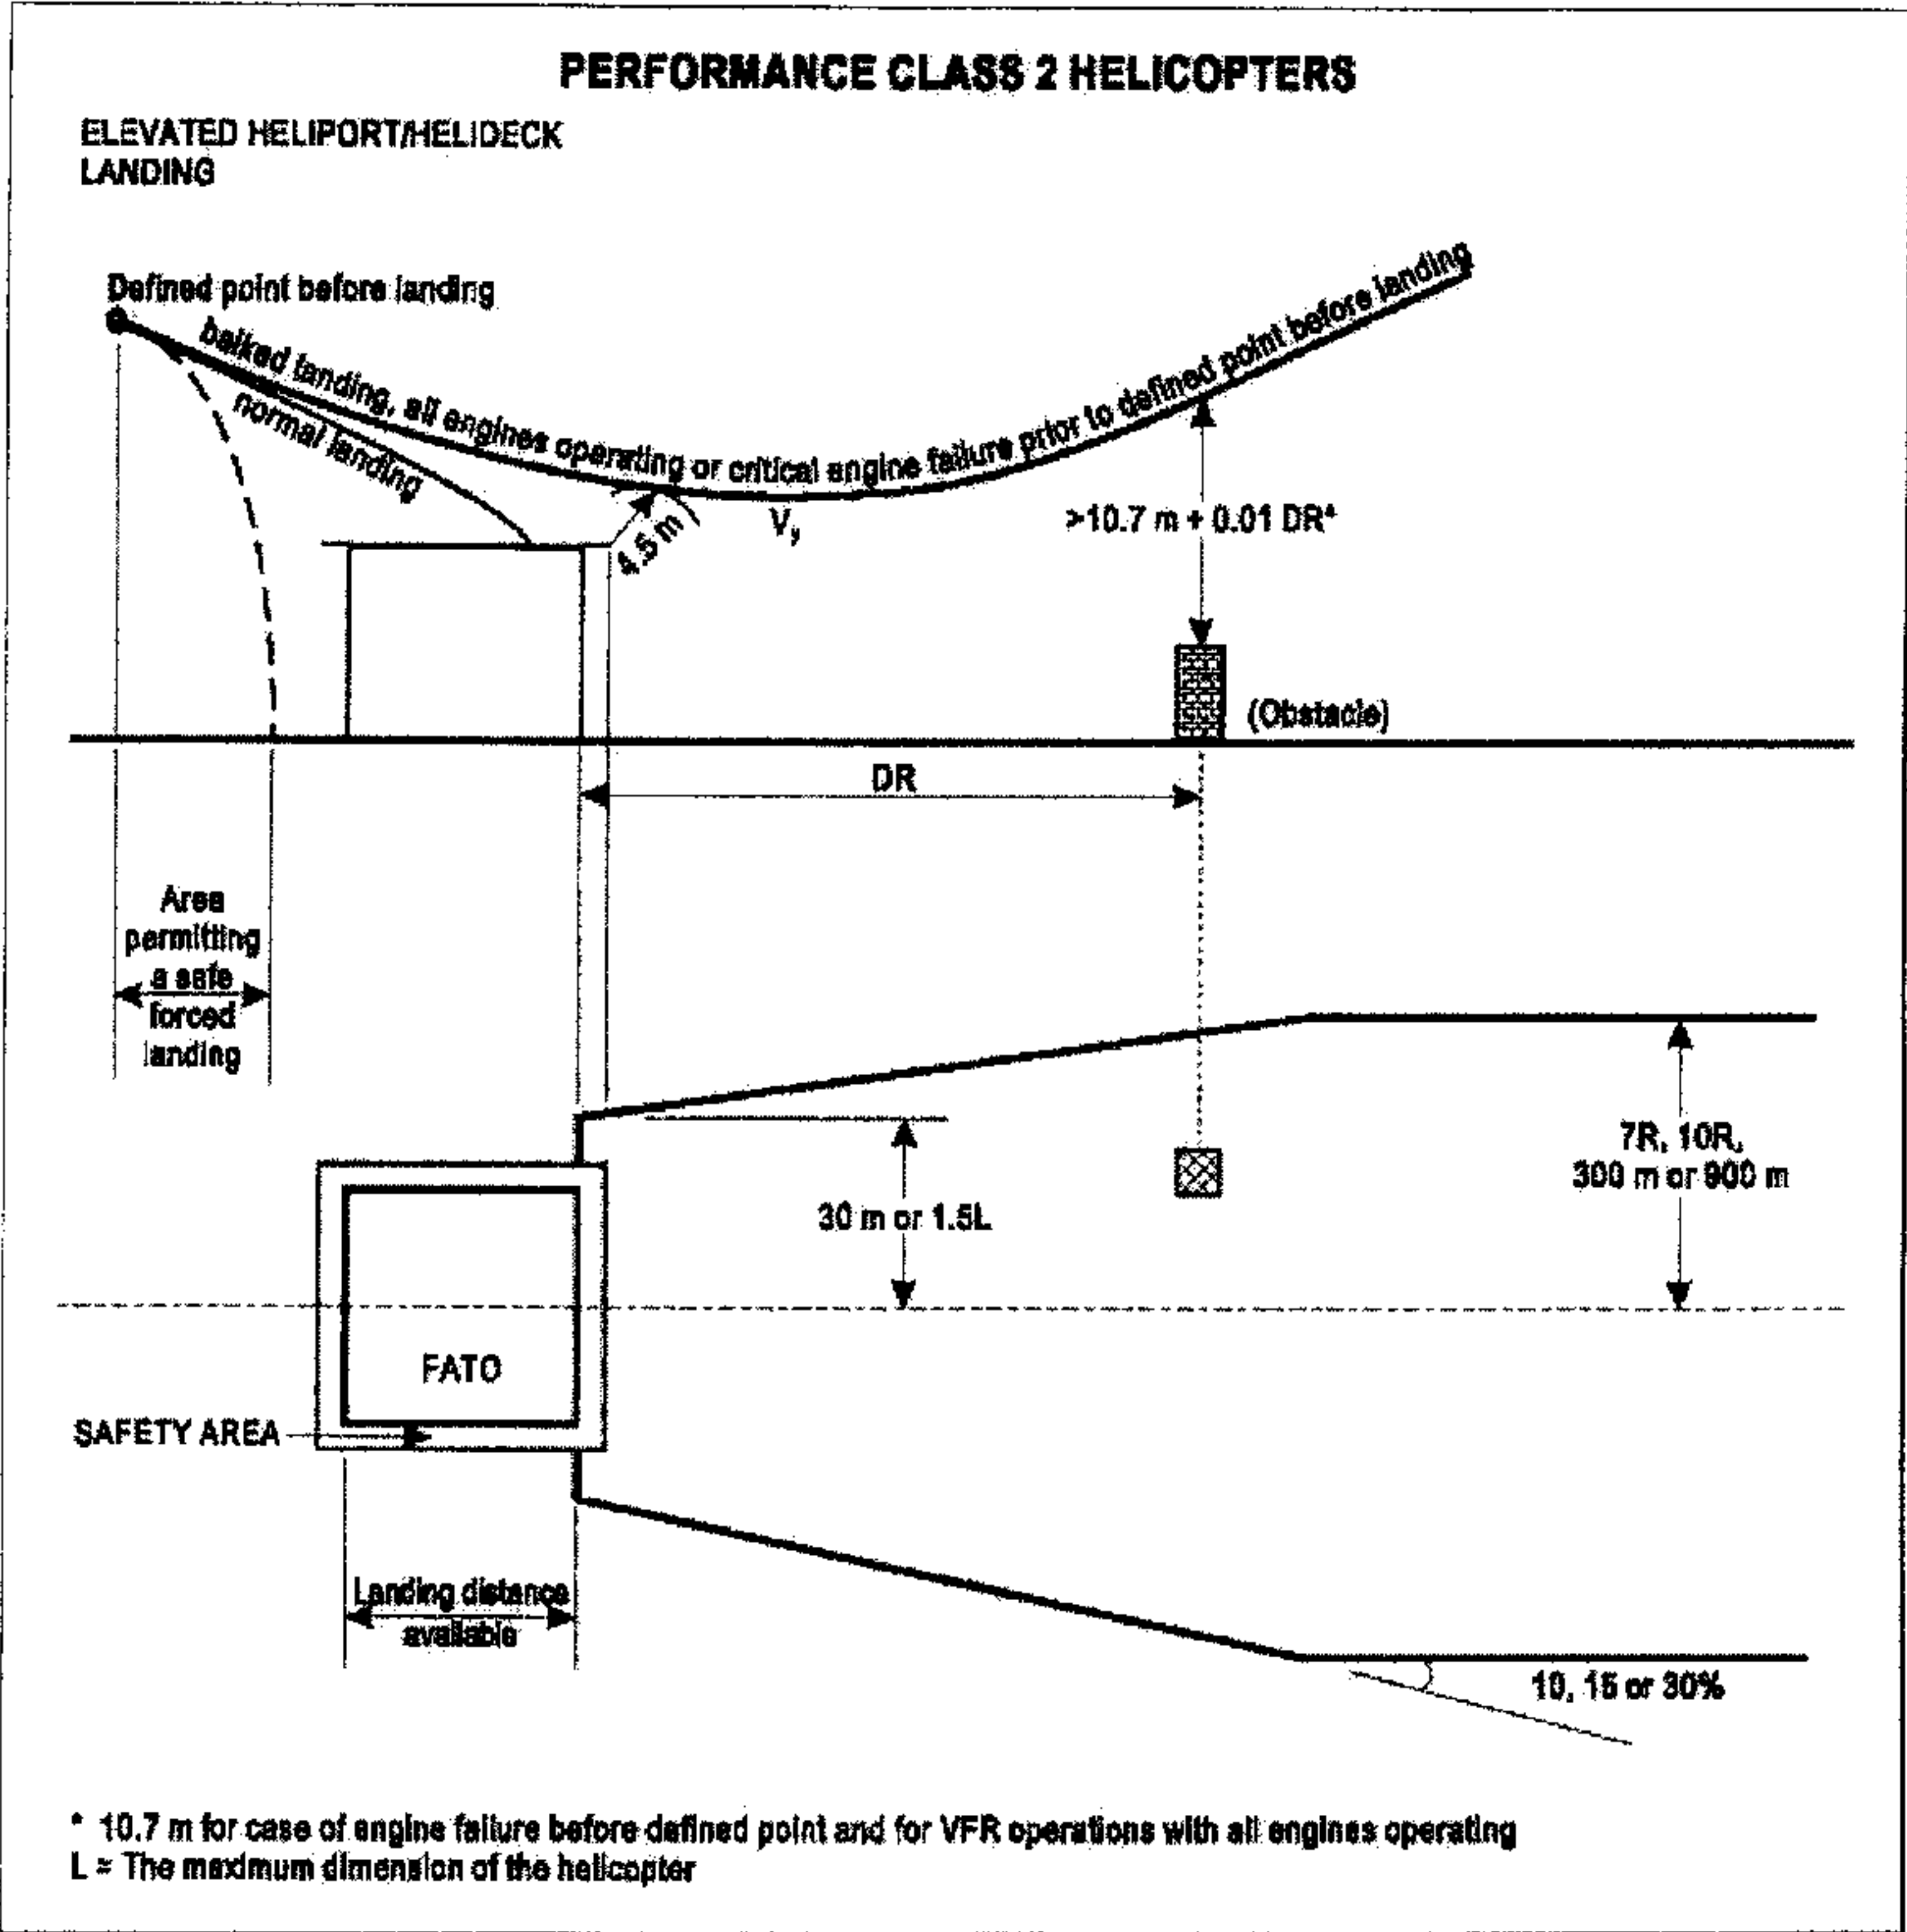 PERFORMANCE CLASS 2 HELICOPTERS
ELEVATED HELIPORT/HELIDECK
LANDING
Defined point before landing
balked landing, all engines operating or critical engine failure prior to defined point before landing
normal landing
4.5 m
Vy
>10.7 m + 0.01 DR*
(Obstacle)
DR
Area
permitting
a safe
forced
landing
7R, 10R,
300 m or 900 m
30 m or 1.5L
FATO
SAFETY AREA
Landing distance
available
10, 15 or 30%
* 10.7 m for case of engine failure before defined point and for VFR operations with all engines operating
L = The maximum dimension of the helicopter